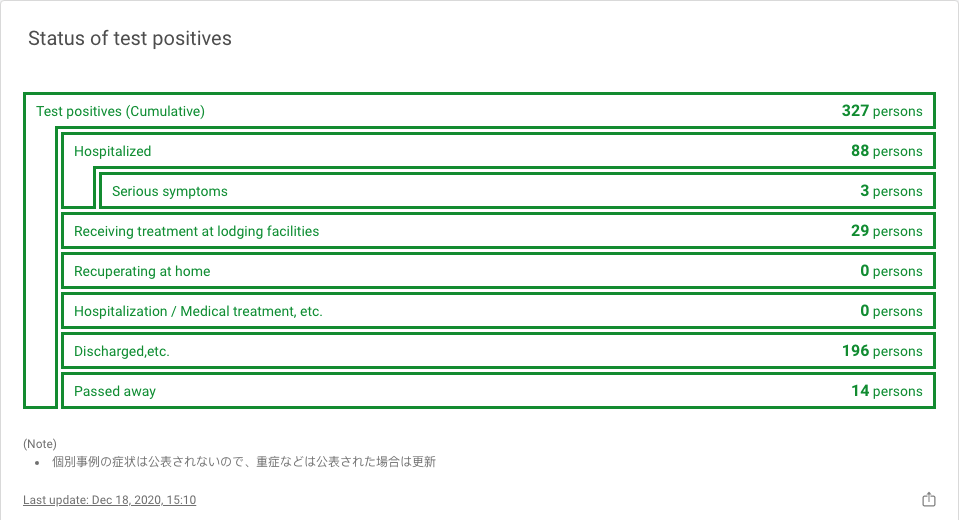 Status of test positives
Test positives (Cumulative) 327 persons
Hospitalized 88 persons
Serious symptoms 3 persons
Receiving treatment at lodging facilities 29 persons
Recuperating at home 0 persons
Hospitalization / Medical treatment, etc. 0 persons
Discharged,etc. 196 persons
Passed away 14 persons
(Note)
• 個別事例の症状は公表されないので、重症などは公表された場合は更新
Last update: Dec 18, 2020, 15:10